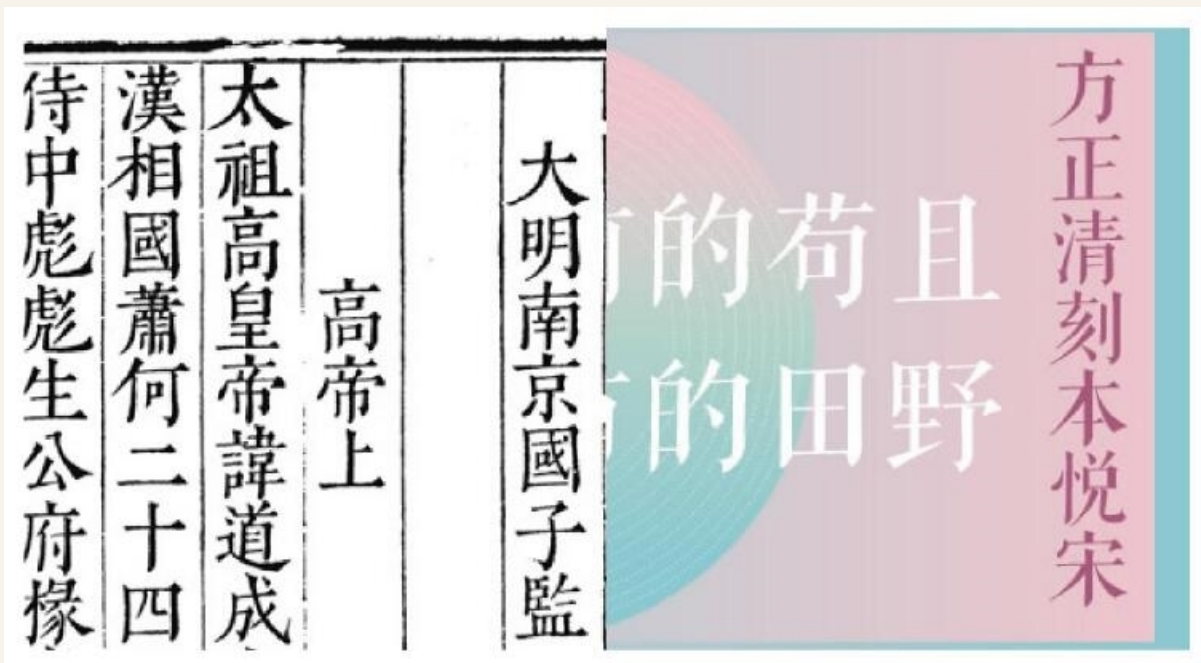 大明南京國子監
高帝上
太祖高皇帝諱道成
漢相國蕭何二十四
侍中彪彪生公府掾
方正清刻本悦宋
的苟且
的田野